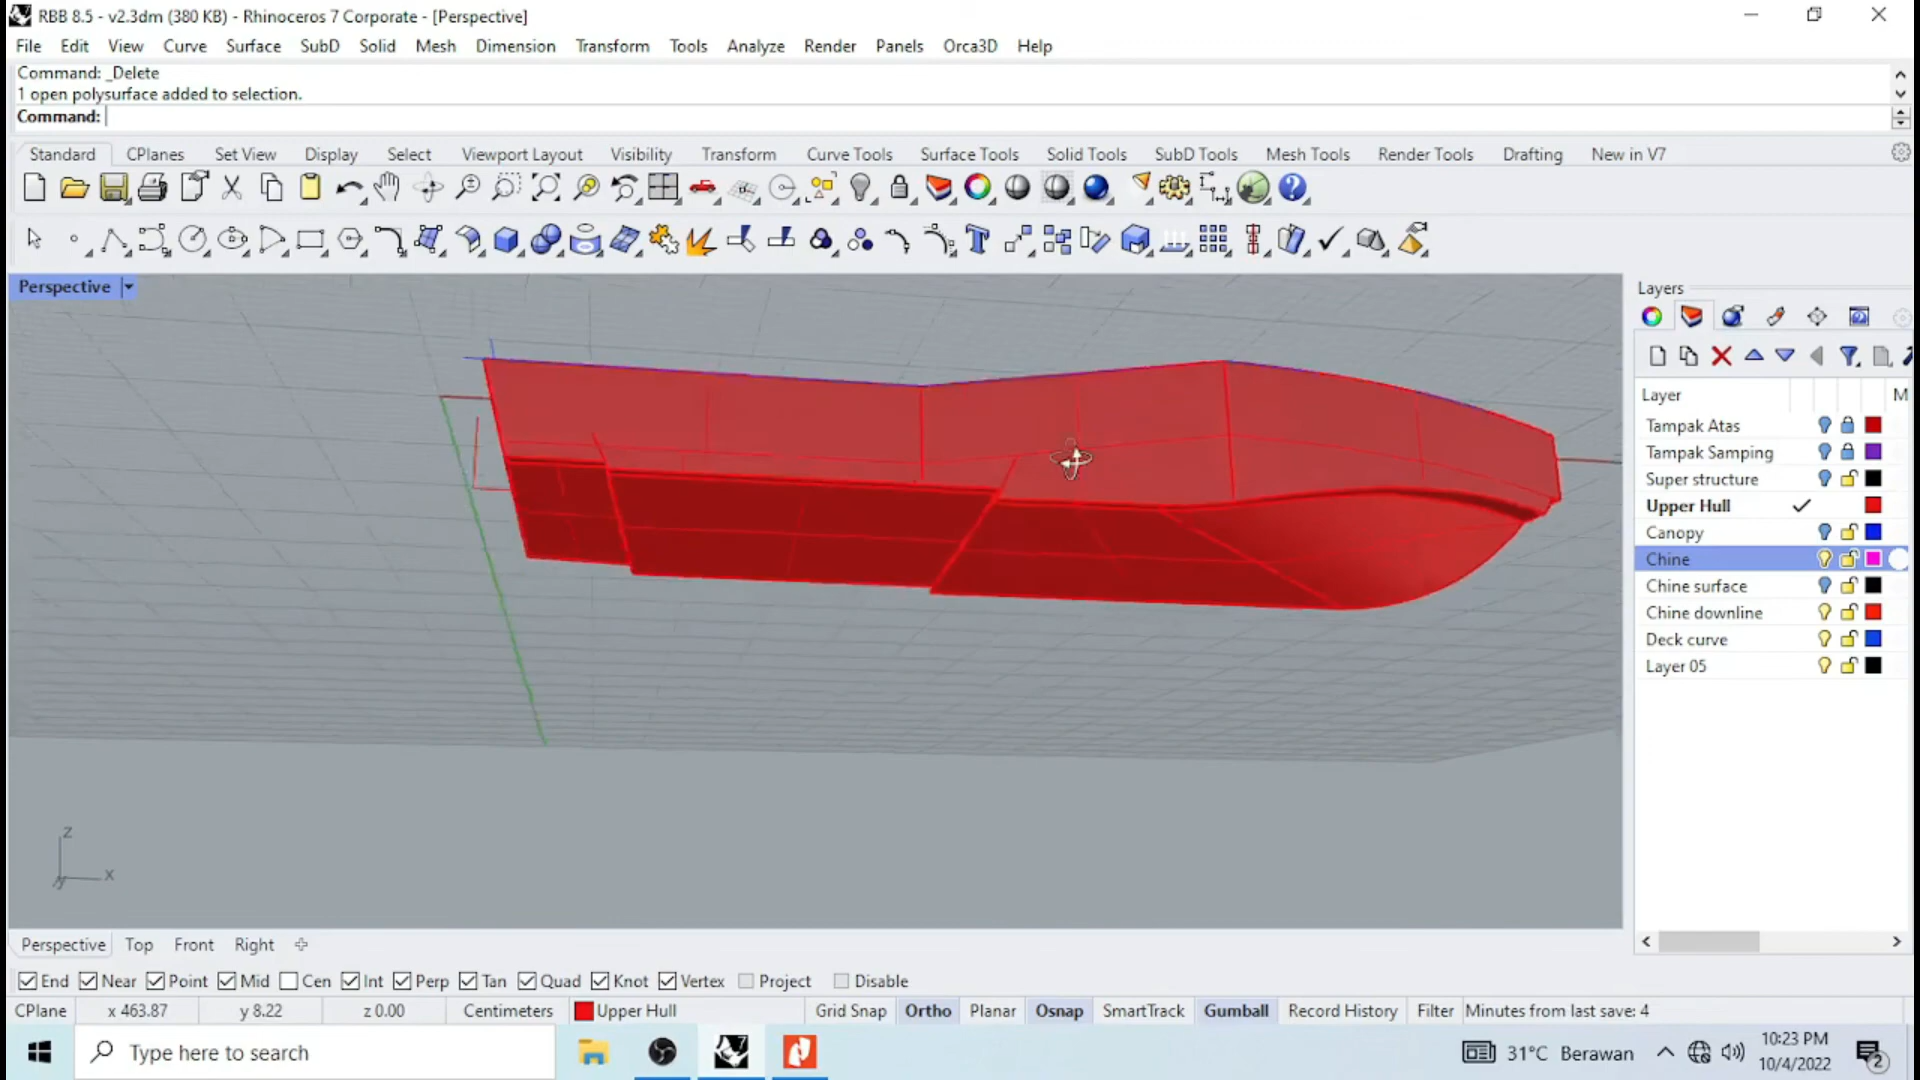 RBB 8.5 - v2.3dm (380 KB) - Rhinoceros 7 Corporate - [Perspective]
File Edit View Curve Surface SubD Solid Mesh Dimension Transform Tools Analyze Render Panels Orca3D Help
Command: _Delete
1 open polysurface added to selection.
Command:
Standard CPlanes Set View Display Select Viewport Layout Visibility Transform Curve Tools Surface Tools Solid Tools SubD Tools Mesh Tools Render Tools Drafting New in V7
Perspective
Layers
Layer M
Tampak Atas
Tampak Samping
Super structure
Upper Hull
Canopy
Chine
Chine surface
Chine downline
Deck curve
Layer 05
z
x
y
Perspective Top Front Right
End Near Point Mid Cen Int Perp Tan Quad Knot Vertex Project Disable
CPlane x 463.87 y 8.22 z 0.00 Centimeters Upper Hull Grid Snap Ortho Planar Osnap SmartTrack Gumball Record History Filter Minutes from last save: 4
Type here to search
31°C Berawan
10:23 PM
10/4/2022
2